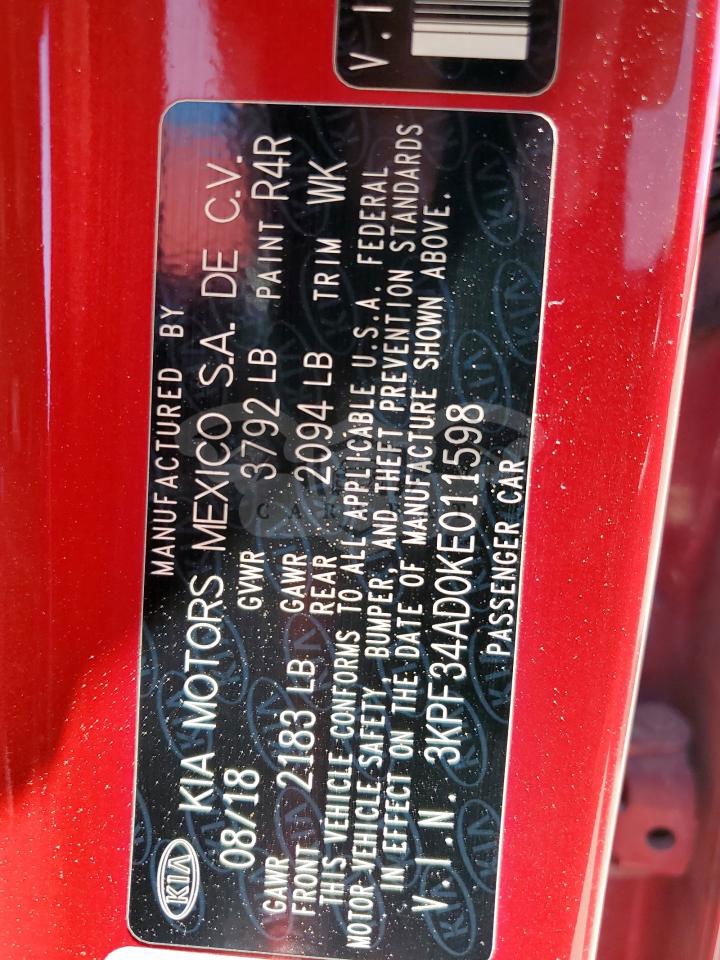 V.I
KIA
MANUFACTURED BY
KIA MOTORS MEXICO S.A. DE C.V.
08/18 GVWR 3792 LB PAINT R4R
GAWR FRONT 2183 LB GAWR REAR 2094 LB TRIM WK
THIS VEHICLE CONFORMS TO ALL APPLICABLE U.S.A. FEDERAL
MOTOR VEHICLE SAFETY, BUMPER, AND THEFT PREVENTION STANDARDS
IN EFFECT ON THE DATE OF MANUFACTURE SHOWN ABOVE.
V.I.N. 3KPF34AD0KE011598
PASSENGER CAR